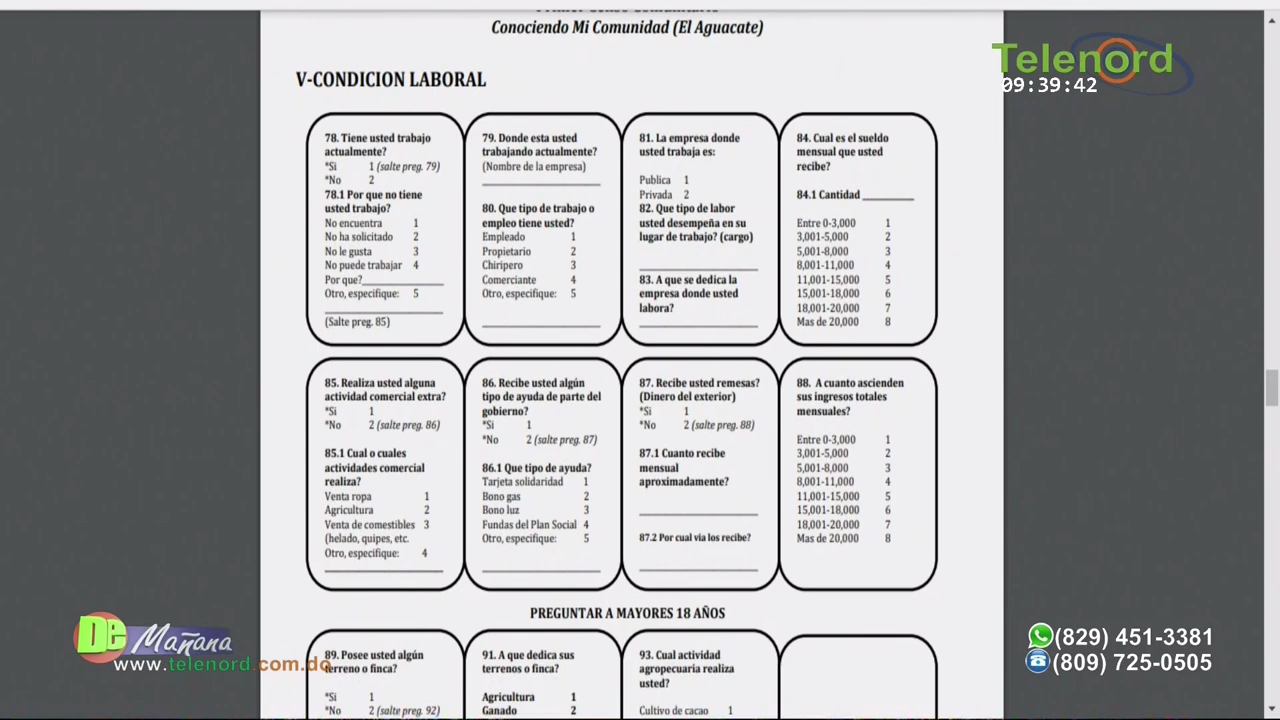 Conociendo Mi Comunidad (El Aguacate)
V-CONDICION LABORAL
78. Tiene usted trabajo
actualmente?
*Si 1 (salte preg. 79)
*No 2
78.1 Por que no tiene
usted trabajo?
No encuentra 1
No ha solicitado 2
No le gusta 3
No puede trabajar 4
Por que?
Otro, especifique: 5
(Salte preg. 85)
79. Donde esta usted
trabajando actualmente?
(Nombre de la empresa)
80. Que tipo de trabajo o
empleo tiene usted?
Empleado 1
Propietario 2
Chiripero 3
Comerciante 4
Otro, especifique: 5
81. La empresa donde
usted trabaja es:
Publica 1
Privada 2
82. Que tipo de labor
usted desempeña en su
lugar de trabajo? (cargo)
83. A que se dedica la
empresa donde usted
labora?
84. Cual es el sueldo
mensual que usted
recibe?
84.1 Cantidad
Entre 0-3,000 1
3,001-5,000 2
5,001-8,000 3
8,001-11,000 4
11,001-15,000 5
15,001-18,000 6
18,001-20,000 7
Mas de 20,000 8
85. Realiza usted alguna
actividad comercial extra?
*Si 1
*No 2 (salte preg. 86)
85.1 Cual o cuales
actividades comercial
realiza?
Venta ropa 1
Agricultura 2
Venta de comestibles 3
(helado, quipes, etc.
Otro, especifique: 4
86. Recibe usted algún
tipo de ayuda de parte del
gobierno?
*Si 1
*No 2 (salte preg. 87)
86.1 Que tipo de ayuda?
Tarjeta solidaridad 1
Bono gas 2
Bono luz 3
Fundas del Plan Social 4
Otro, especifique: 5
87. Recibe usted remesas?
(Dinero del exterior)
*Si 1
*No 2 (salte preg. 88)
87.1 Cuanto recibe
mensual
aproximadamente?
87.2 Por cual via los recibe?
88. A cuanto ascienden
sus ingresos totales
mensuales?
Entre 0-3,000 1
3,001-5,000 2
5,001-8,000 3
8,001-11,000 4
11,001-15,000 5
15,001-18,000 6
18,001-20,000 7
Mas de 20,000 8
PREGUNTAR A MAYORES 18 AÑOS
89. Posee usted algún
terreno o finca?
*Si 1
*No 2 (salte preg. 92)
91. A que dedica sus
terrenos o finca?
Agricultura 1
Ganado 2
93. Cual actividad
agropecuaria realiza
usted?
Cultivo de cacao 1
Telenord
09:39:42
De Mañana
www.telenord.com.do
(829) 451-3381
(809) 725-0505